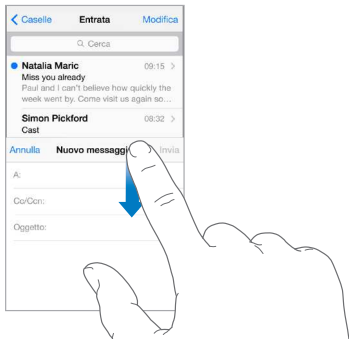 Caselle Entrata Modifica
Cerca
Natalia Maric 09:15
Miss you already
Paul and I can't believe how quickly the
week went by. Come visit us again so...
Simon Pickford 08:32
Cast
Annulla Nuovo messaggi Invia
A:
Cc/Ccn:
Oggetto: